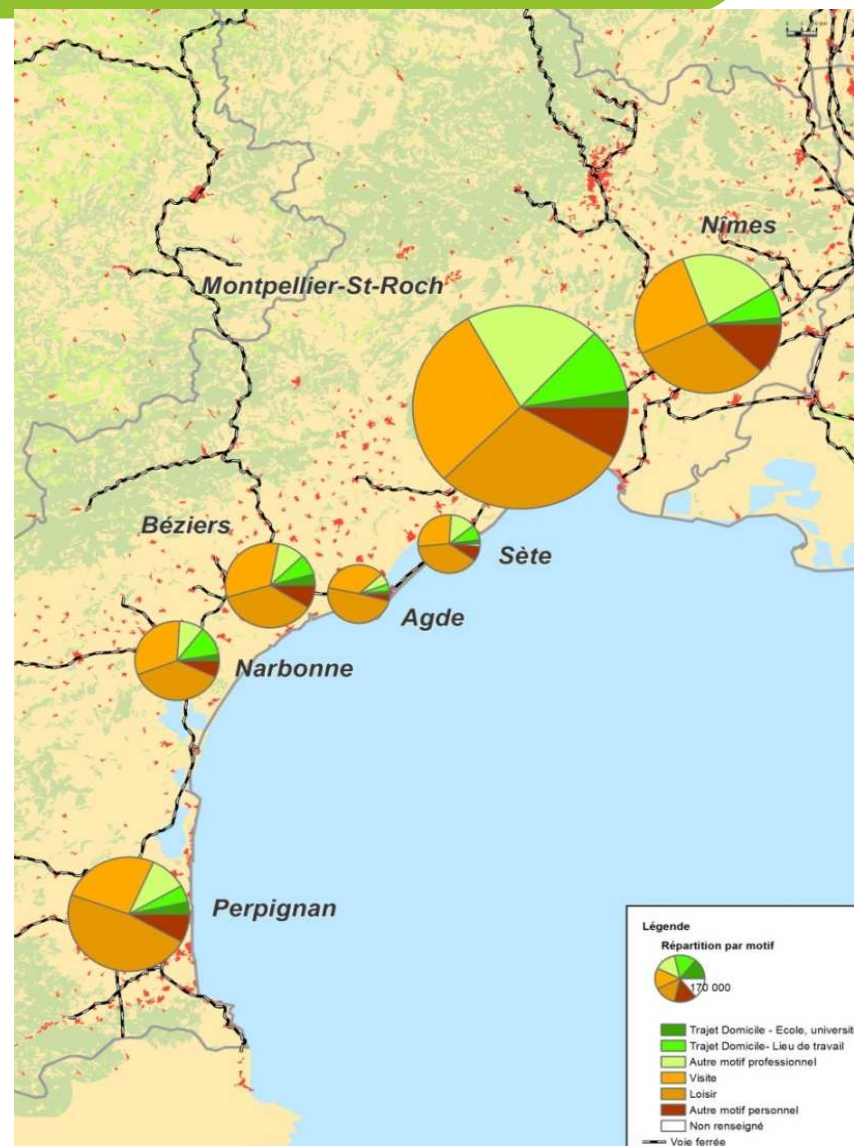 Nîmes
Montpellier-St-Roch
Béziers
Sète
Agde
Narbonne
Perpignan
Légende
Répartition par motif
170 000
Trajet Domicile - Ecole, universit
Trajet Domicile- Lieu de travail
Autre motif professionnel
Visite
Loisir
Autre motif personnel
Non renseigné
Voie ferrée